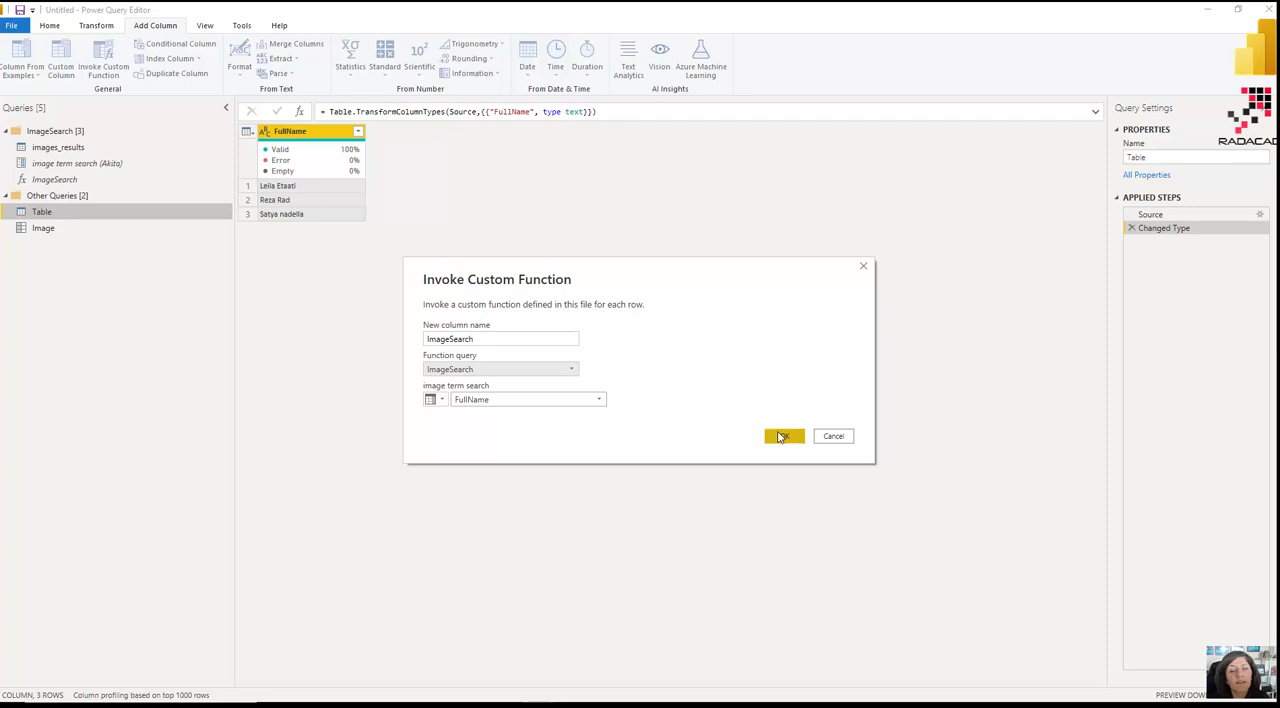 Untitled - Power Query Editor
File Home Transform Add Column View Tools Help
Column From Examples
Custom Column
Invoke Custom Function
Conditional Column
Index Column
Duplicate Column
General
Format
Merge Columns
Extract
Parse
From Text
Statistics
Standard
Scientific
Trigonometry
Rounding
Information
From Number
Date
Time
Duration
From Date & Time
Text Analytics
Vision
Azure Machine Learning
AI Insights
Queries [5]
ImageSearch [3]
images_results
image term search (Akita)
ImageSearch
Other Queries [2]
Table
Image
= Table.TransformColumnTypes(Source,{{"FullName", type text}})
FullName
Valid 100%
Error 0%
Empty 0%
1 Leila Etaati
2 Reza Rad
3 Satya nadella
Invoke Custom Function
Invoke a custom function defined in this file for each row.
New column name
ImageSearch
Function query
ImageSearch
image term search
FullName
OK Cancel
Query Settings
PROPERTIES
Name
Table
All Properties
APPLIED STEPS
Source
Changed Type
RADACAD
COLUMN, 3 ROWS Column profiling based on top 1000 rows
PREVIEW